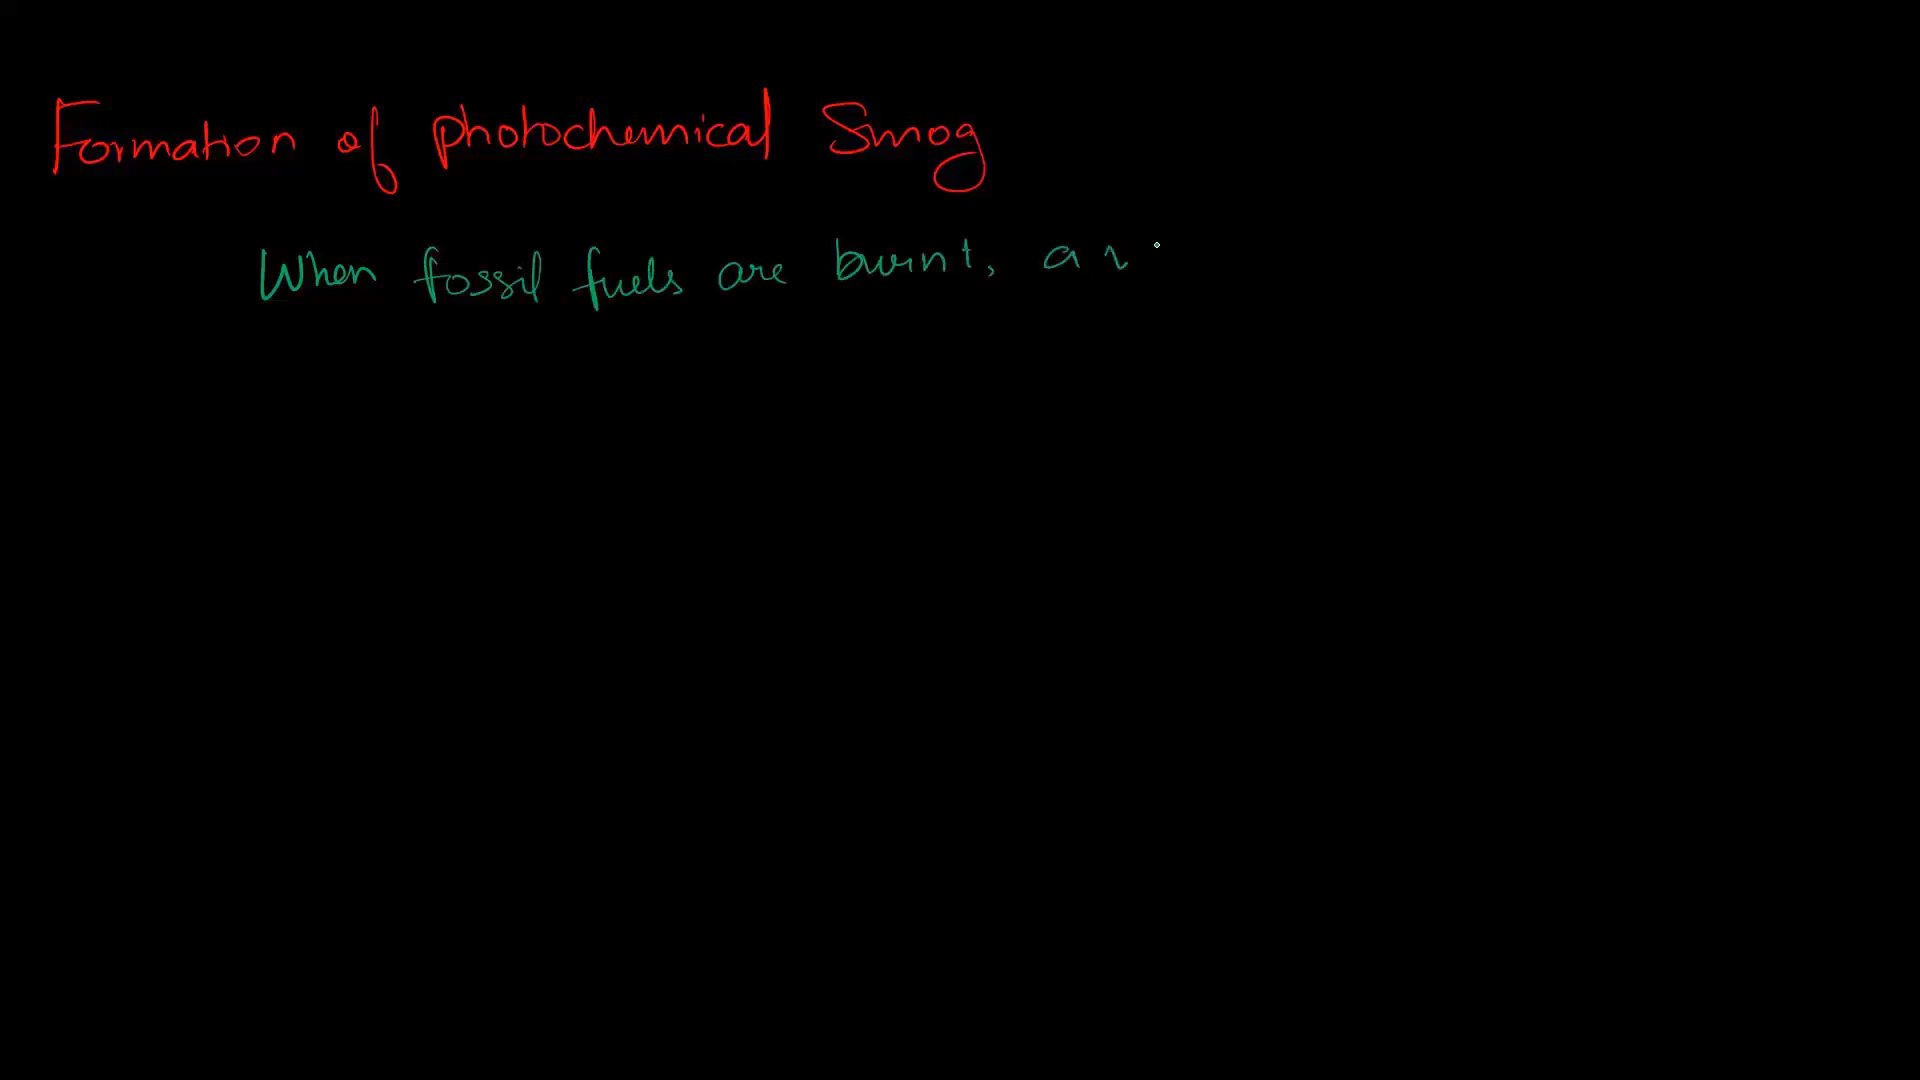 Formation of photochemical Smog
When fossil fuels are burnt, a